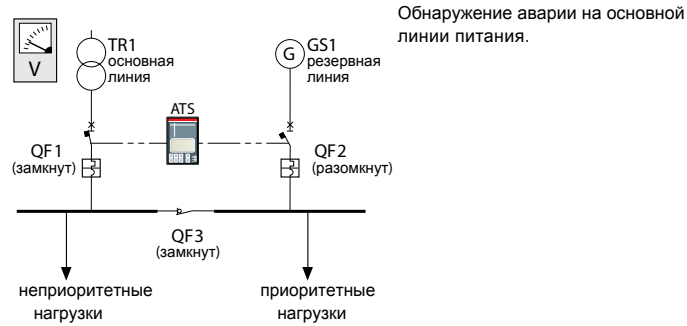 Обнаружение аварии на основной
линии питания.
V
TR1
основная
линия
G
GS1
резервная
линия
ATS
QF1
(замкнут)
QF2
(разомкнут)
QF3
(замкнут)
неприоритетные
нагрузки
приоритетные
нагрузки